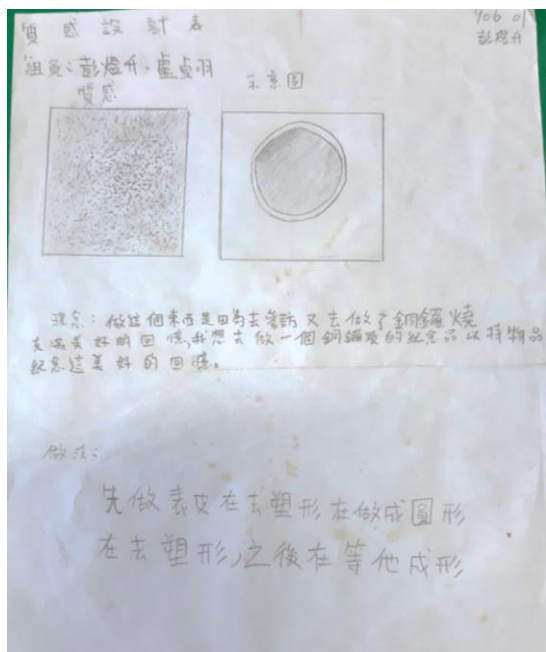 質感設計表
706 01
彭煜升
組員:彭煜升、盧貞羽
質感
示意圖
理念:做這個東西是因為去參訪又去做了銅鑼燒
充滿美好的回憶,我想去做一個銅鑼燒的紀念品以特物品
紀念這美好的回憶。
做法:
先做表皮在去塑形在做成圓形
在去塑形,之後在等他成形